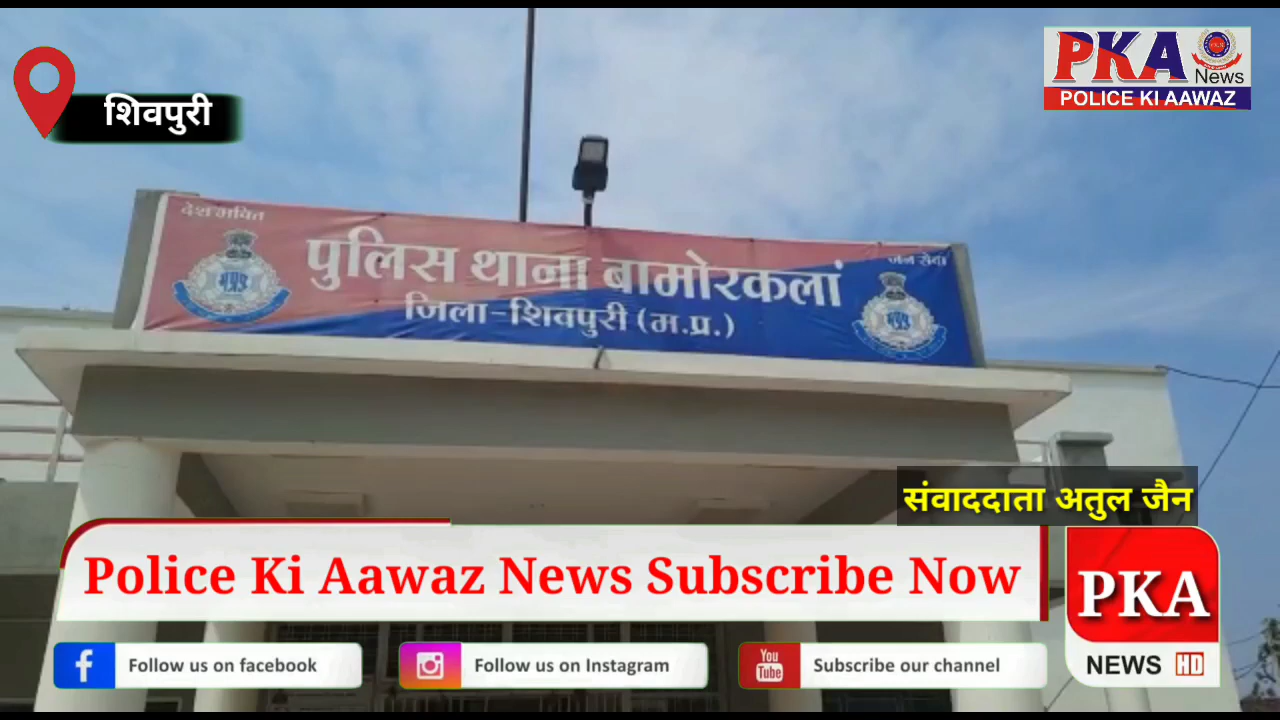 शिवपुरी
PKA
News
POLICE KI AAWAZ
देशभक्ति
जन सेवा
पुलिस थाना बामोरकलां
जिला-शिवपुरी (म.प्र.)
संवाददाता अतुल जैन
Police Ki Aawaz News Subscribe Now
PKA
NEWS HD
Follow us on facebook
Follow us on Instagram
You
Tube
Subscribe our channel